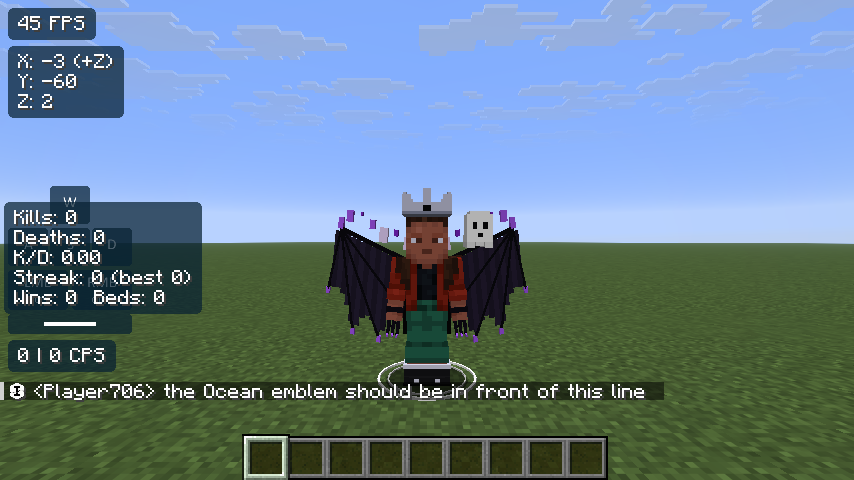 45 FPS
X: -3 (+Z)
Y: -60
Z: 2
W
Kills: 0
Deaths: 0
D
K/D: 0.00
Streak: 0 (best 0)
Wins: 0 Beds: 0
0 | 0 CPS
<Player706> the Ocean emblem should be in front of this line